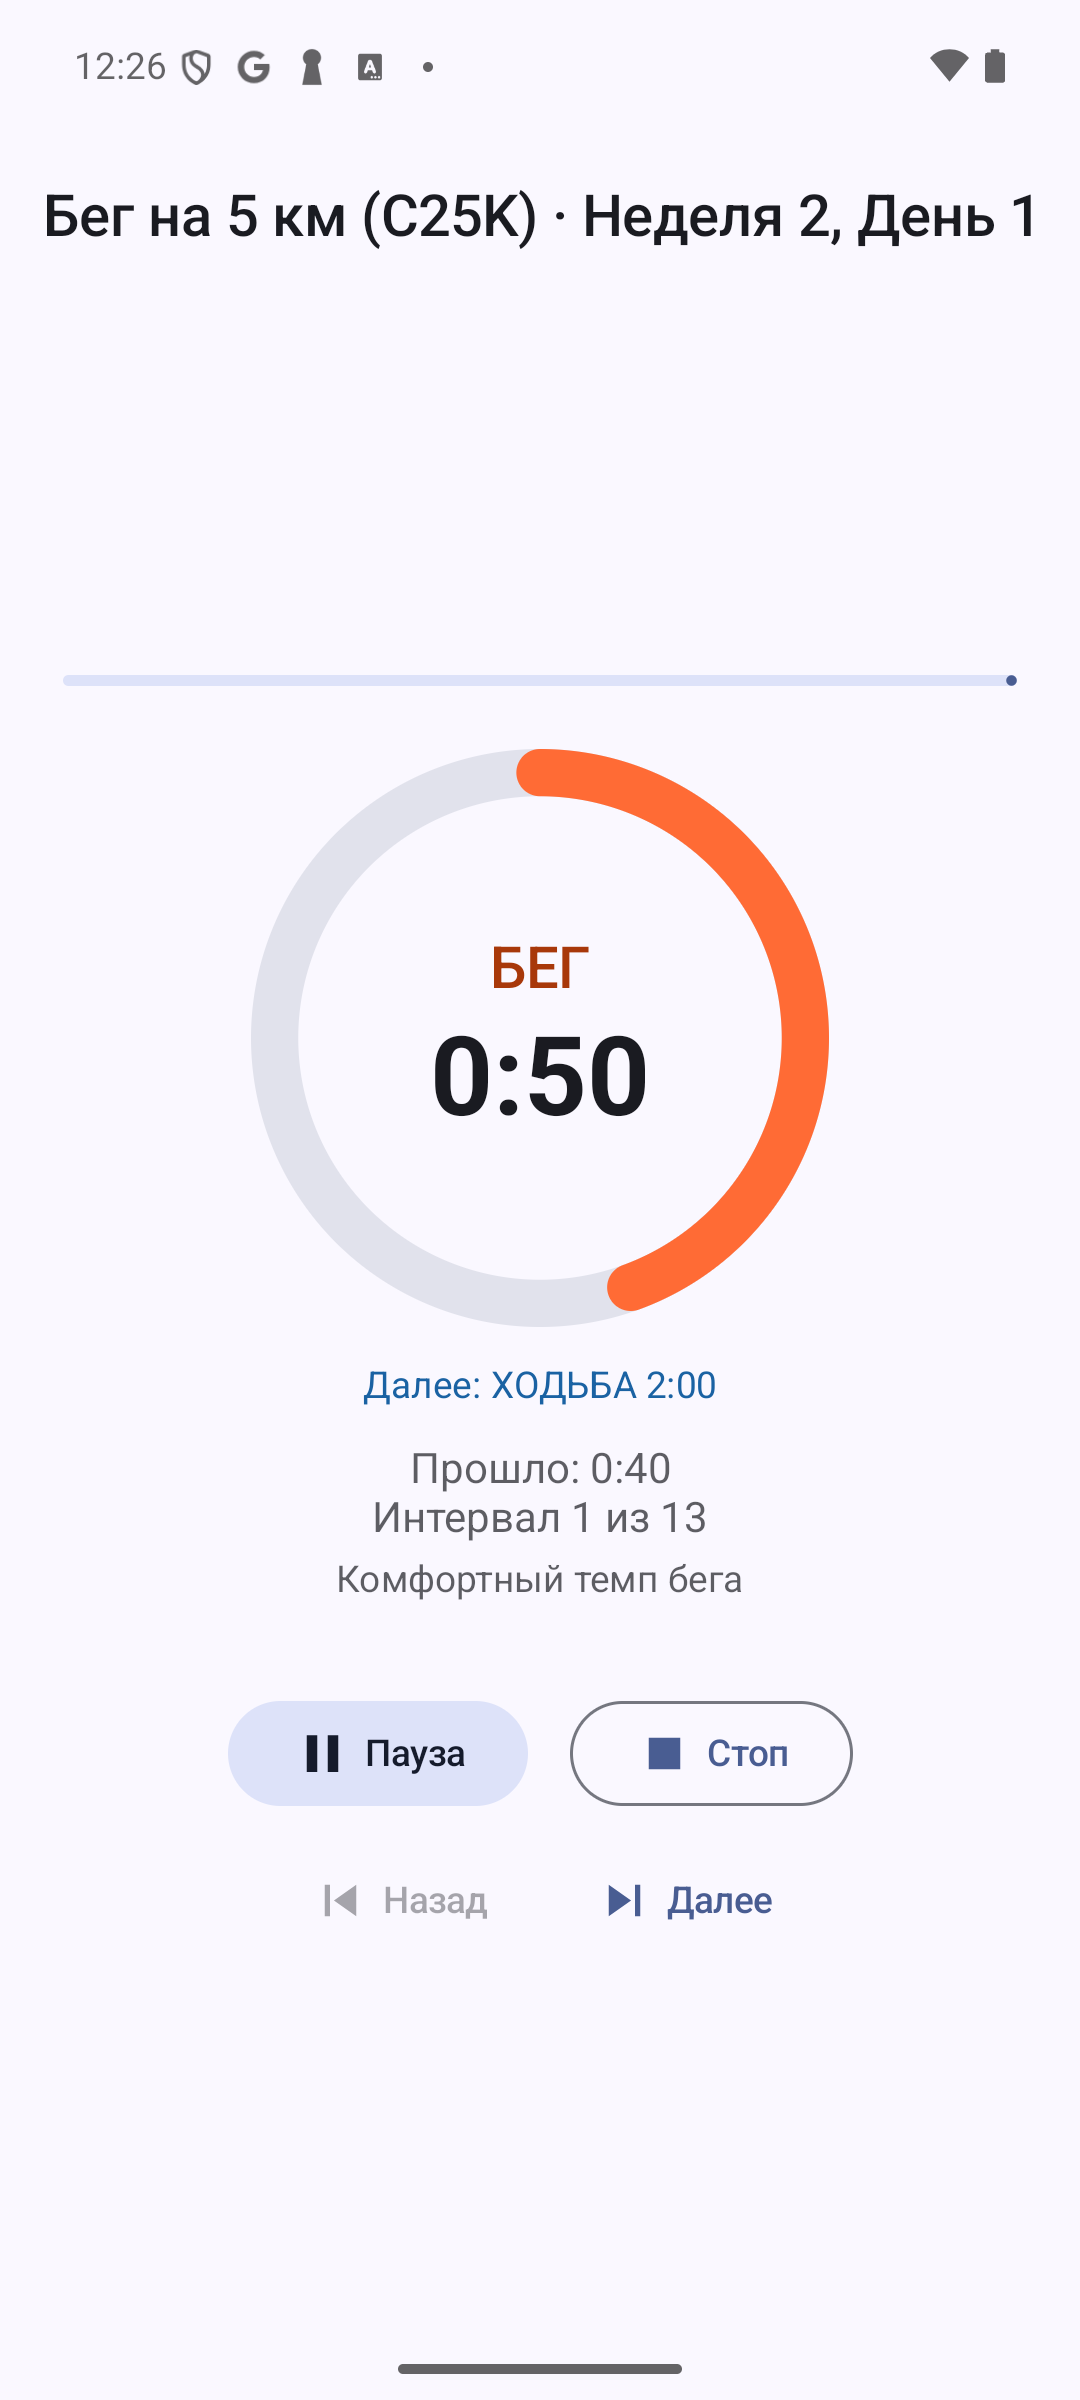 12:26
Бег на 5 км (C25K) · Неделя 2, День 1
БЕГ
0:50
Далее: ХОДЬБА 2:00
Прошло: 0:40
Интервал 1 из 13
Комфортный темп бега
Пауза
Стоп
Назад
Далее